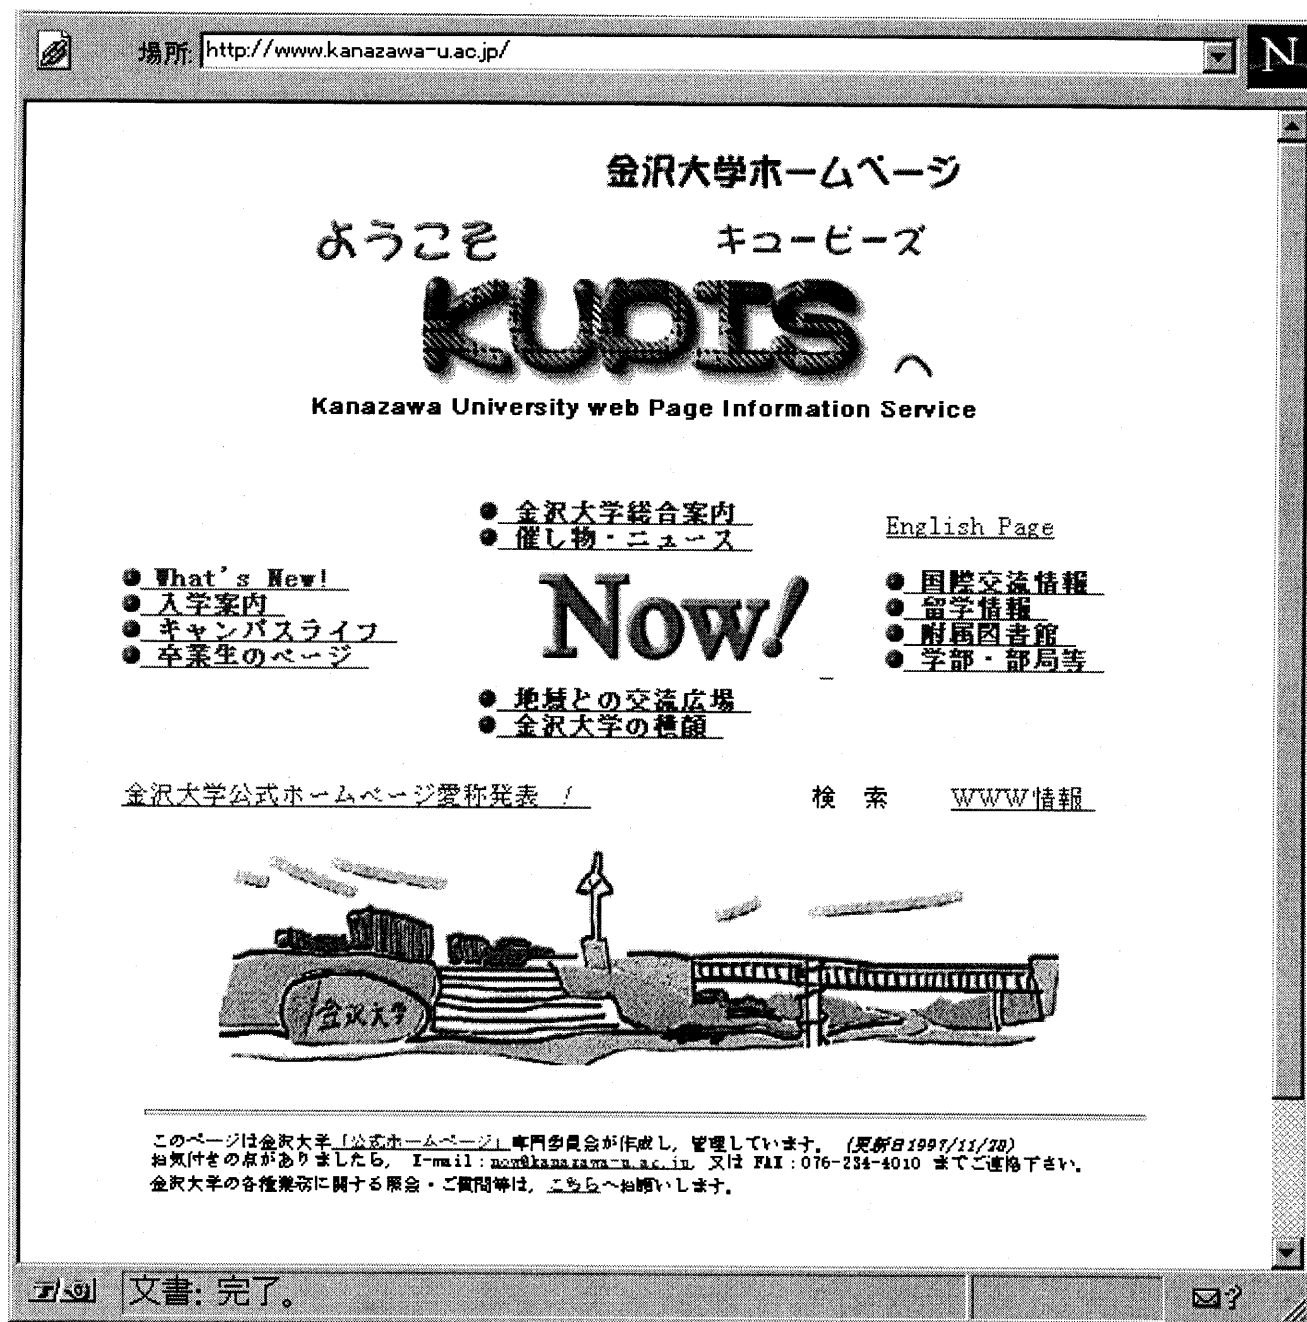 場所: http://www.kanazawa-u.ac.jp/
N
金沢大学ホームページ
ようこそ キューピーズ
KUPIS へ
Kanazawa University web Page Information Service
金沢大学総合案内
催し物・ニュース
English Page
What's New!
入学案内
キャンパスライフ
卒業生のページ
Now!
国際交流情報
留学情報
附属図書館
学部・部局等
地域との交流広場
金沢大学の横顔
金沢大学公式ホームページ愛称発表 !
検 索 WWW情報
金沢大学
このページは金沢大学「公式ホームページ」専門委員会が作成し，管理しています。 (更新日1997/11/28)
お気付きの点がありましたら， E-mail：now@kanazawa-u.ac.jp，又は FAX：076-234-4010 までご連絡下さい。
金沢大学の各種業務に関する照会・ご質問等は，こちらへお願いします。
文書: 完了。